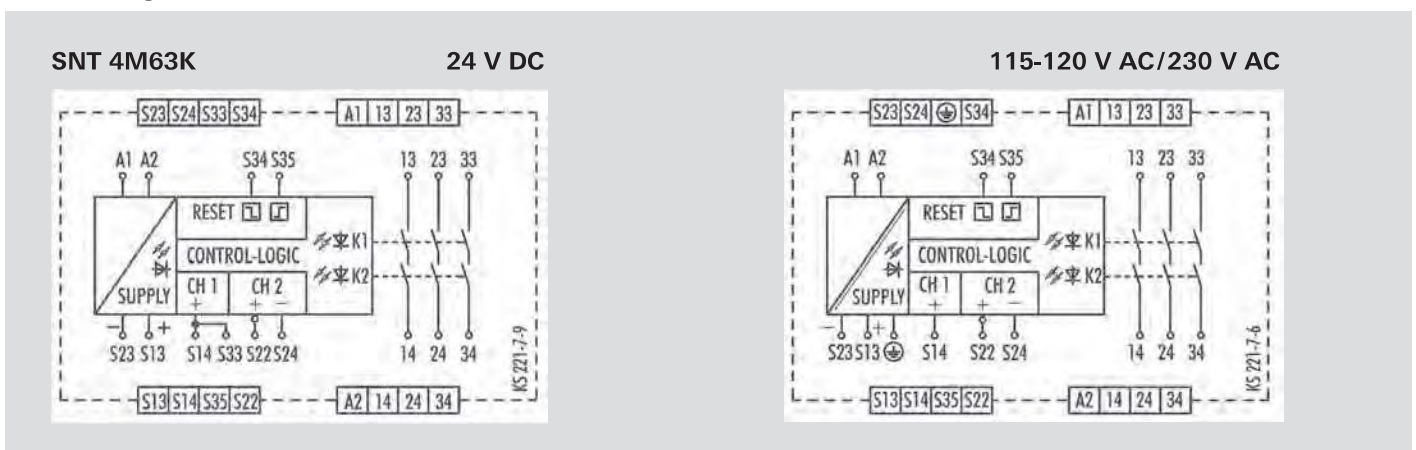 SNT 4M63K 24 V DC 115-120 V AC/230 V AC
S23 S24 S33 S34 A1 13 23 33
A1 A2 S34 S35 13 23 33
RESET
K1
CONTROL-LOGIC
K2
CH 1 CH 2
SUPPLY + + −
− +
S23 S13 S14 S33 S22 S24 14 24 34
KS 221-7-9
S13 S14 S35 S22 A2 14 24 34
S23 S24 S34 A1 13 23 33
A1 A2 S34 S35 13 23 33
RESET
K1
CONTROL-LOGIC
K2
CH 1 CH 2
SUPPLY + + −
− +
S23 S13 S14 S22 S24 14 24 34
KS 221-7-6
S13 S14 S35 S22 A2 14 24 34